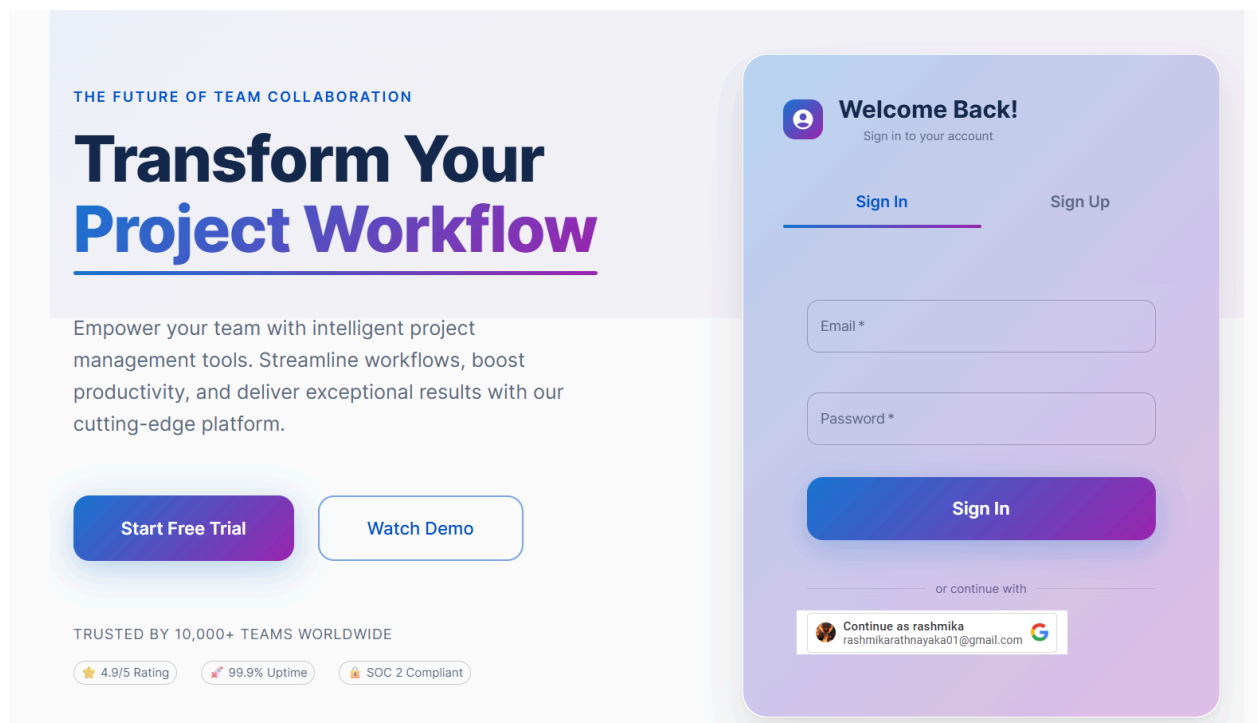 THE FUTURE OF TEAM COLLABORATION
Transform Your
Project Workflow
Empower your team with intelligent project
management tools. Streamline workflows, boost
productivity, and deliver exceptional results with our
cutting-edge platform.
Start Free Trial
Watch Demo
TRUSTED BY 10,000+ TEAMS WORLDWIDE
⭐ 4.9/5 Rating
🚀 99.9% Uptime
🔒 SOC 2 Compliant
Welcome Back!
Sign in to your account
Sign In
Sign Up
Email *
Password *
Sign In
or continue with
Continue as rashmika
rashmikarathnayaka01@gmail.com